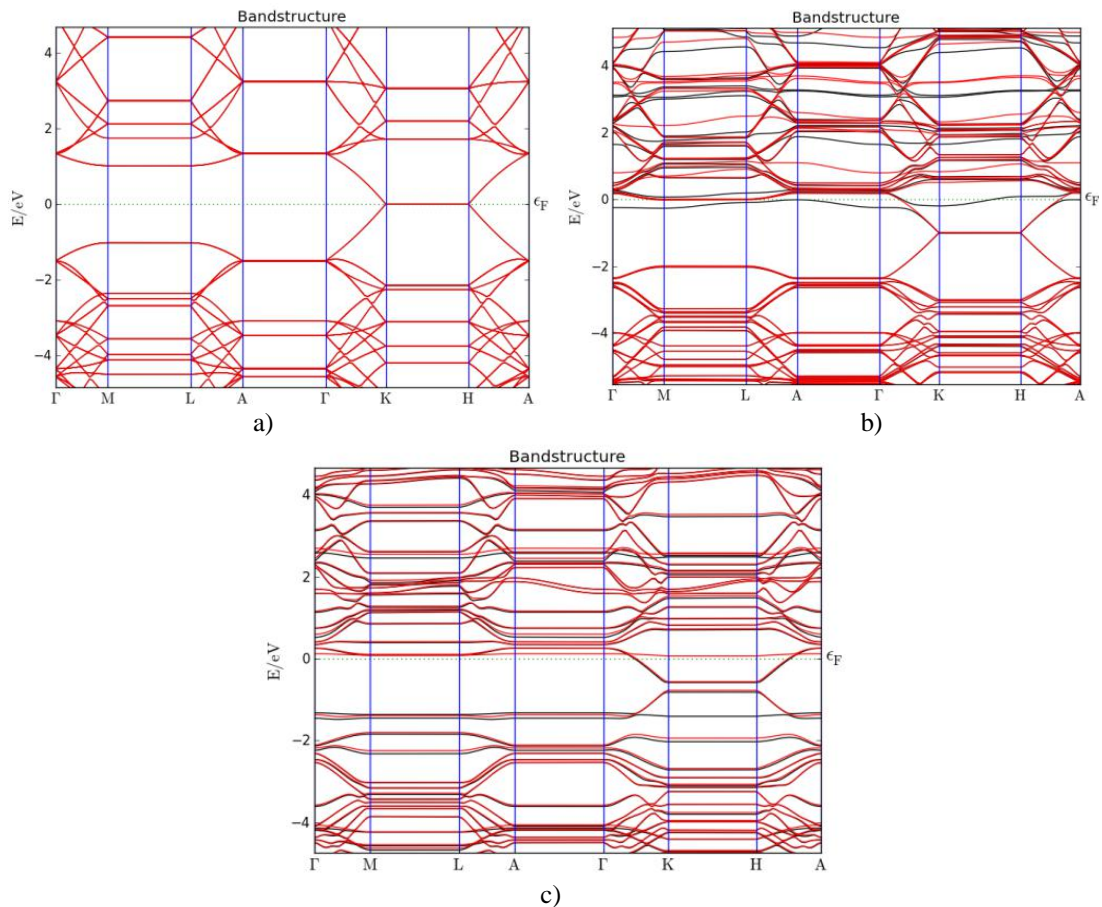 Bandstructure
4
2
0
−2
−4
E/eV
ϵF
Γ M L A Γ K H A
a)
Bandstructure
4
2
0
−2
−4
E/eV
ϵF
Γ M L A Γ K H A
b)
Bandstructure
4
2
0
−2
−4
E/eV
ϵF
Γ M L A Γ K H A
c)